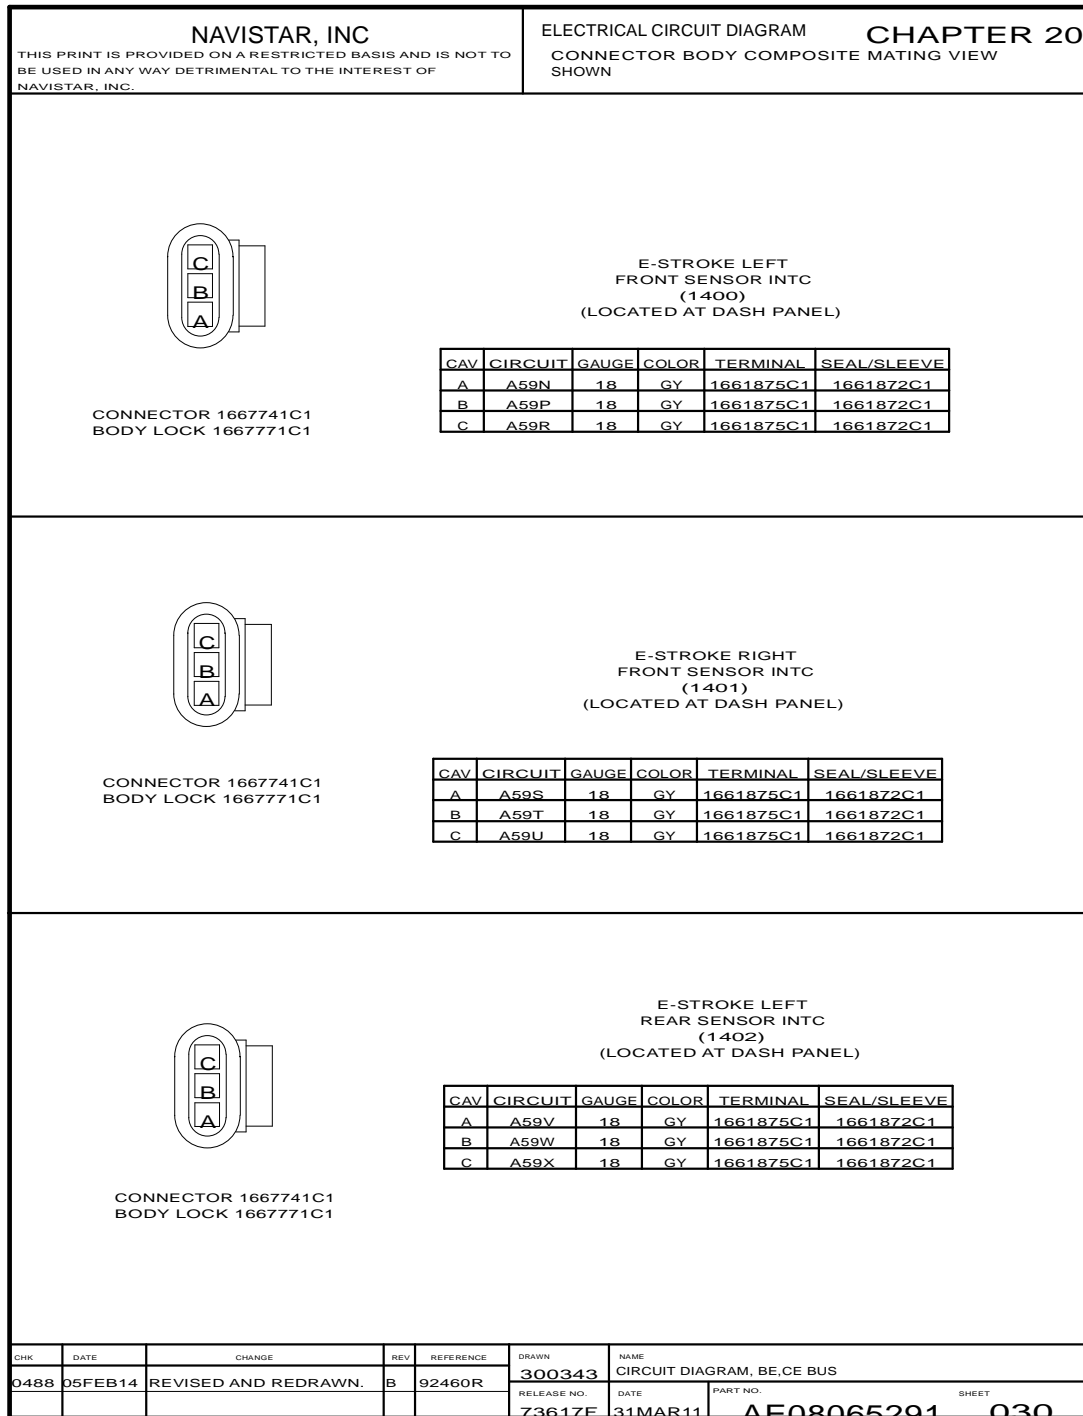 NAVISTAR, INC
THIS PRINT IS PROVIDED ON A RESTRICTED BASIS AND IS NOT TO
BE USED IN ANY WAY DETRIMENTAL TO THE INTEREST OF
NAVISTAR, INC.
ELECTRICAL CIRCUIT DIAGRAM CHAPTER 20
CONNECTOR BODY COMPOSITE MATING VIEW
SHOWN
C
B
A
CONNECTOR 1667741C1
BODY LOCK 1667771C1
E-STROKE LEFT
FRONT SENSOR INTC
(1400)
(LOCATED AT DASH PANEL)
CAV CIRCUIT GAUGE COLOR TERMINAL SEAL/SLEEVE
A A59N 18 GY 1661875C1 1661872C1
B A59P 18 GY 1661875C1 1661872C1
C A59R 18 GY 1661875C1 1661872C1
C
B
A
CONNECTOR 1667741C1
BODY LOCK 1667771C1
E-STROKE RIGHT
FRONT SENSOR INTC
(1401)
(LOCATED AT DASH PANEL)
CAV CIRCUIT GAUGE COLOR TERMINAL SEAL/SLEEVE
A A59S 18 GY 1661875C1 1661872C1
B A59T 18 GY 1661875C1 1661872C1
C A59U 18 GY 1661875C1 1661872C1
C
B
A
CONNECTOR 1667741C1
BODY LOCK 1667771C1
E-STROKE LEFT
REAR SENSOR INTC
(1402)
(LOCATED AT DASH PANEL)
CAV CIRCUIT GAUGE COLOR TERMINAL SEAL/SLEEVE
A A59V 18 GY 1661875C1 1661872C1
B A59W 18 GY 1661875C1 1661872C1
C A59X 18 GY 1661875C1 1661872C1
CHK DATE CHANGE REV REFERENCE
0488 05FEB14 REVISED AND REDRAWN. B 92460R
DRAWN
300343
NAME
CIRCUIT DIAGRAM, BE,CE BUS
RELEASE NO. DATE PART NO. SHEET
31MAR11 030